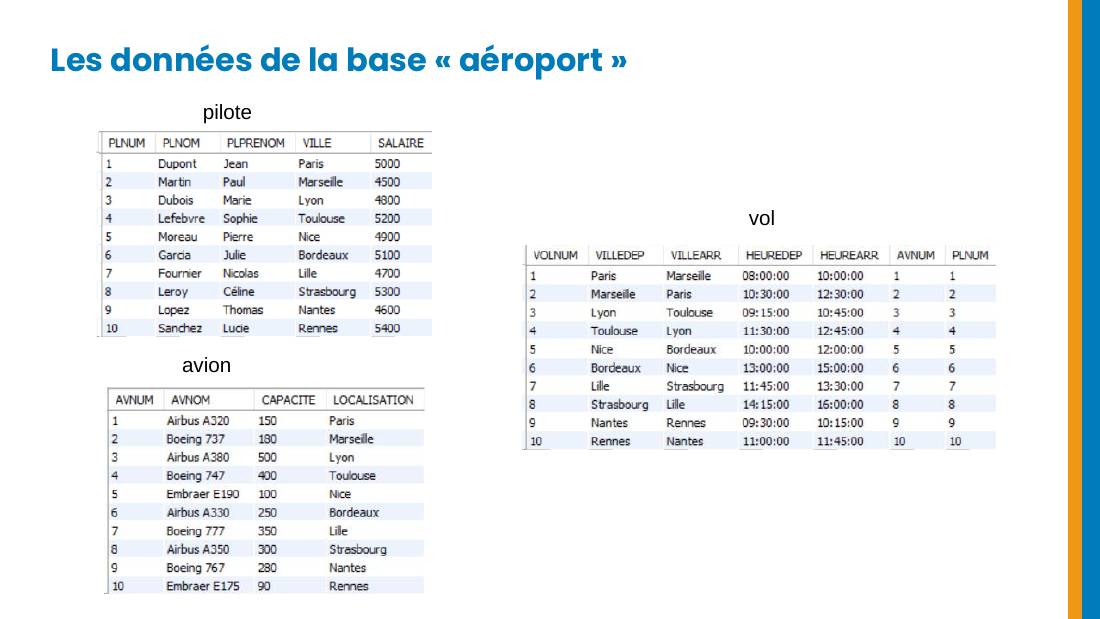 Les données de la base « aéroport »
pilote
PLNUM PLNOM PLPRENOM VILLE SALAIRE
1 Dupont Jean Paris 5000
2 Martin Paul Marseille 4500
3 Dubois Marie Lyon 4800
4 Lefebvre Sophie Toulouse 5200
5 Moreau Pierre Nice 4900
6 Garcia Julie Bordeaux 5100
7 Fournier Nicolas Lille 4700
8 Leroy Céline Strasbourg 5300
9 Lopez Thomas Nantes 4600
10 Sanchez Lucie Rennes 5400
avion
AVNUM AVNOM CAPACITE LOCALISATION
1 Airbus A320 150 Paris
2 Boeing 737 180 Marseille
3 Airbus A380 500 Lyon
4 Boeing 747 400 Toulouse
5 Embraer E190 100 Nice
6 Airbus A330 250 Bordeaux
7 Boeing 777 350 Lille
8 Airbus A350 300 Strasbourg
9 Boeing 767 280 Nantes
10 Embraer E175 90 Rennes
vol
VOLNUM VILLEDEP VILLEARR HEUREDEP HEUREARR AVNUM PLNUM
1 Paris Marseille 08:00:00 10:00:00 1 1
2 Marseille Paris 10:30:00 12:30:00 2 2
3 Lyon Toulouse 09:15:00 10:45:00 3 3
4 Toulouse Lyon 11:30:00 12:45:00 4 4
5 Nice Bordeaux 10:00:00 12:00:00 5 5
6 Bordeaux Nice 13:00:00 15:00:00 6 6
7 Lille Strasbourg 11:45:00 13:30:00 7 7
8 Strasbourg Lille 14:15:00 16:00:00 8 8
9 Nantes Rennes 09:30:00 10:15:00 9 9
10 Rennes Nantes 11:00:00 11:45:00 10 10